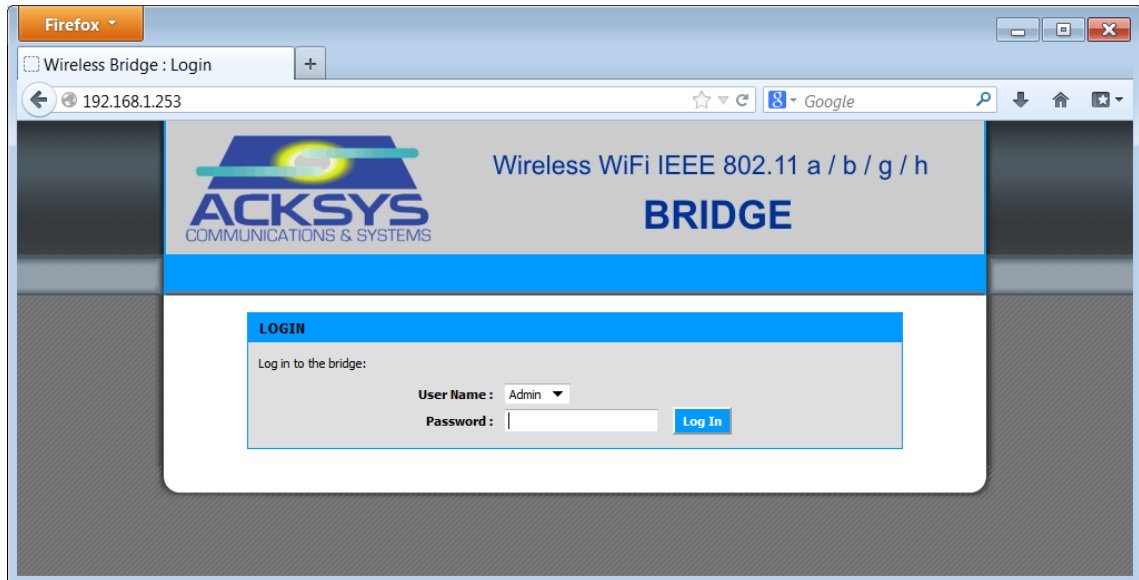 Firefox
Wireless Bridge : Login
192.168.1.253
8 Google
ACKSYS
COMMUNICATIONS & SYSTEMS
Wireless WiFi IEEE 802.11 a / b / g / h
BRIDGE
LOGIN
Log in to the bridge:
User Name : Admin
Password : Log In